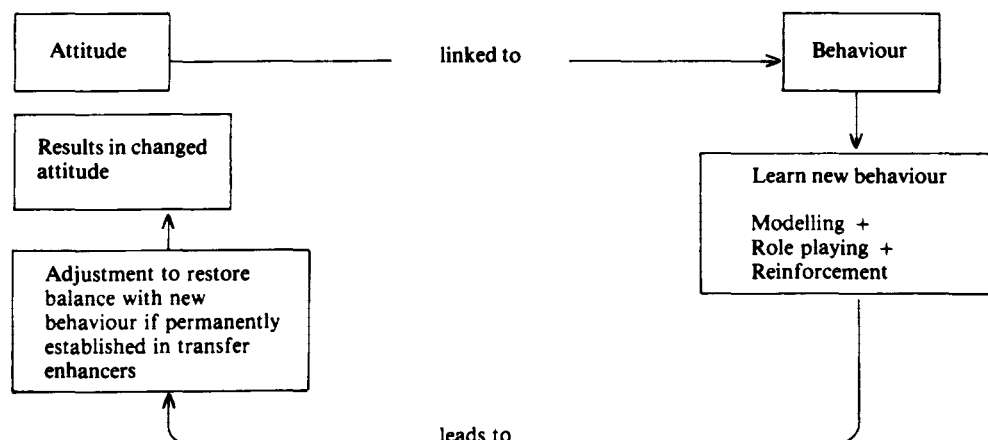 Attitude
linked to
Behaviour
Results in changed
attitude
Learn new behaviour
Modelling +
Role playing +
Reinforcement
Adjustment to restore
balance with new
behaviour if permanently
established in transfer
enhancers
leads to